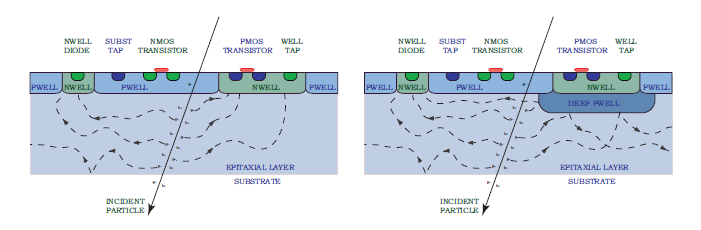 NWELL DIODE
SUBST TAP
NMOS TRANSISTOR
PMOS TRANSISTOR
WELL TAP
PWELL
NWELL
PWELL
NWELL
PWELL
EPITAXIAL LAYER
SUBSTRATE
INCIDENT PARTICLE
NWELL DIODE
SUBST TAP
NMOS TRANSISTOR
PMOS TRANSISTOR
WELL TAP
PWELL
NWELL
PWELL
NWELL
PWELL
DEEP WELL
EPITAXIAL LAYER
SUBSTRATE
INCIDENT PARTICLE